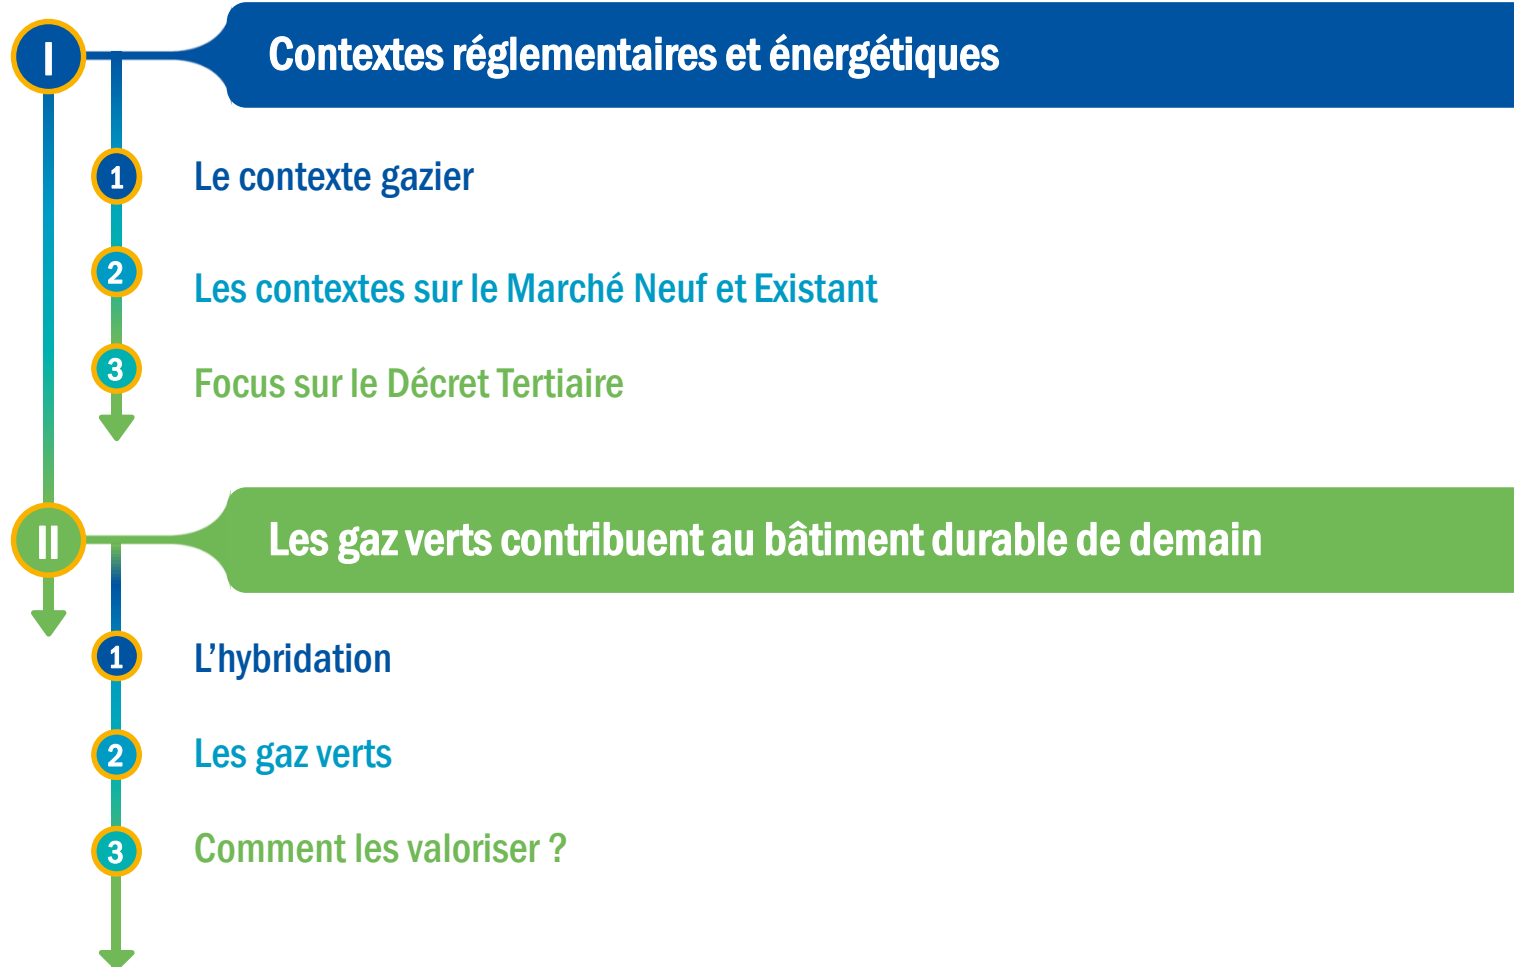 I
Contextes réglementaires et énergétiques
1
Le contexte gazier
2
Les contextes sur le Marché Neuf et Existant
3
Focus sur le Décret Tertiaire
II
Les gaz verts contribuent au bâtiment durable de demain
1
L’hybridation
2
Les gaz verts
3
Comment les valoriser ?